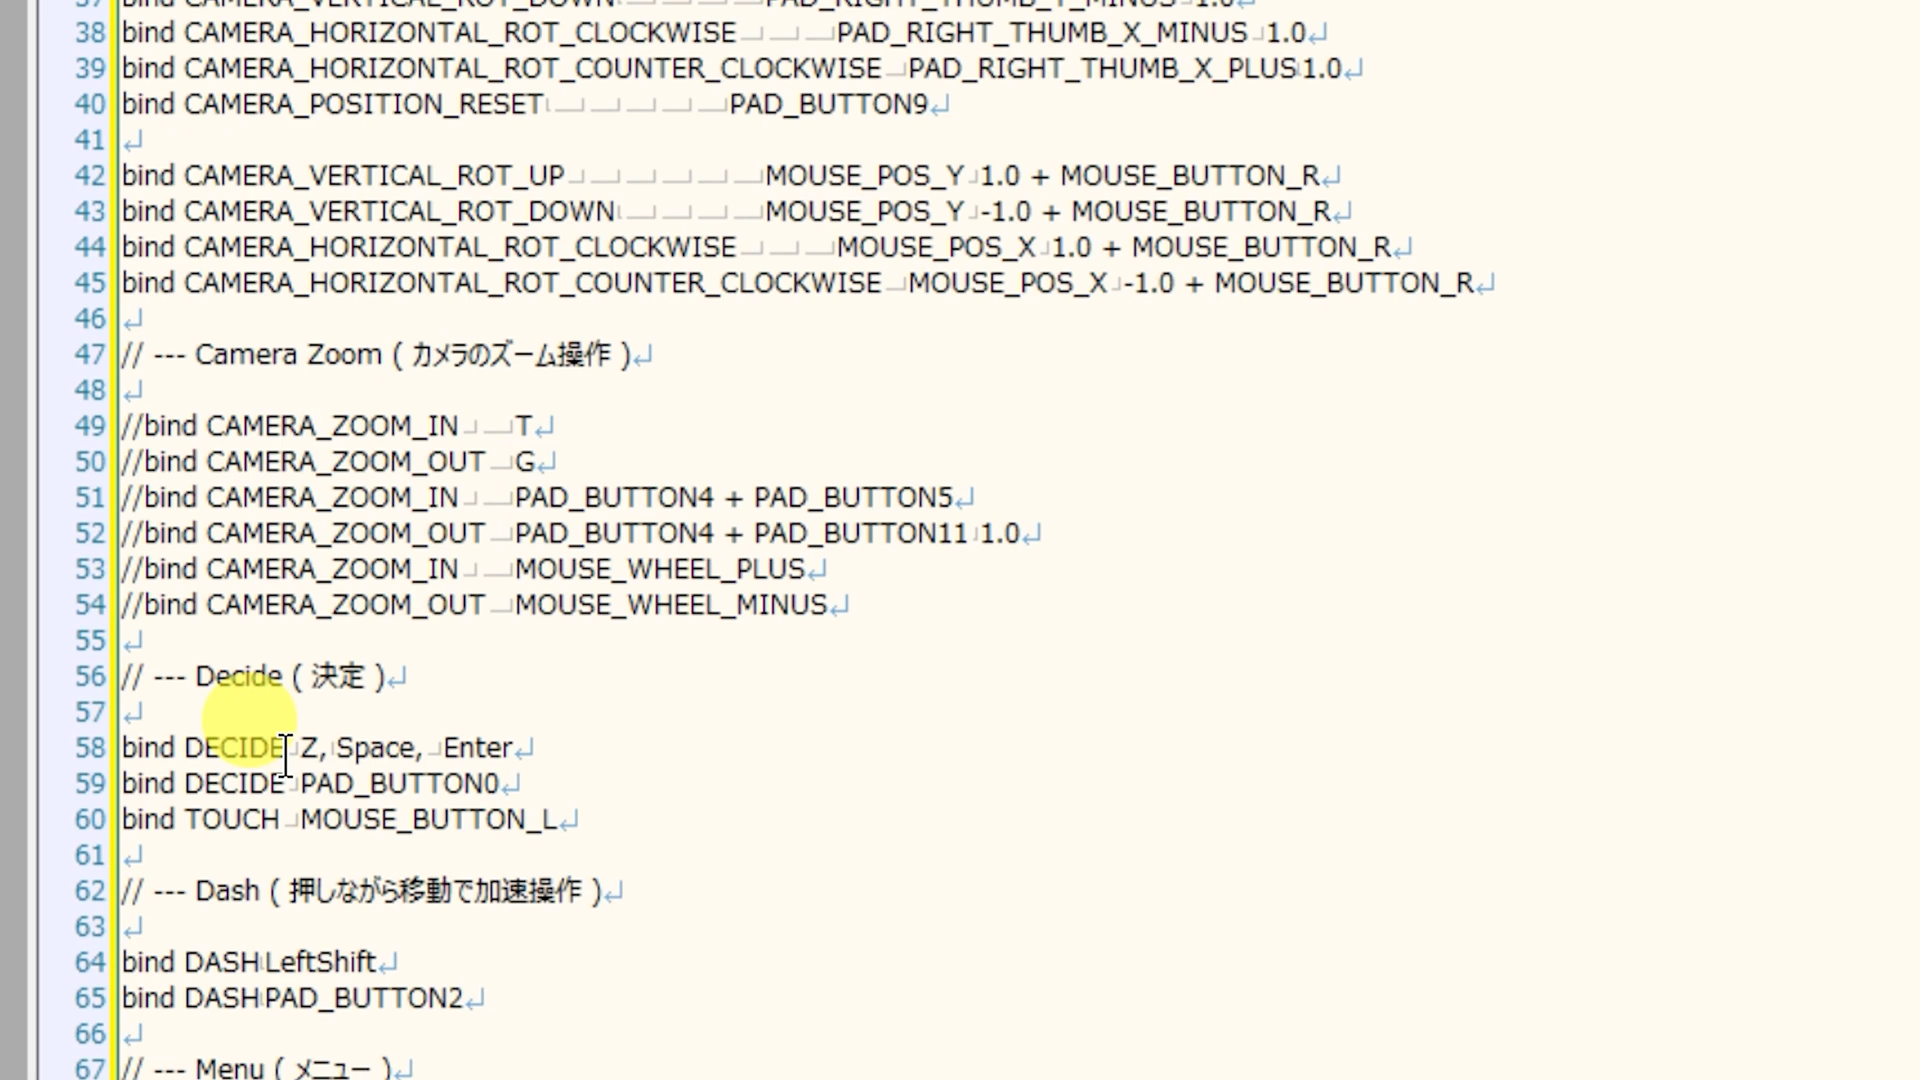 37 bind CAMERA_VERTICAL_ROT_DOWN PAD_RIGHT_THUMB_Y_MINUS 1.0
38 bind CAMERA_HORIZONTAL_ROT_CLOCKWISE PAD_RIGHT_THUMB_X_MINUS 1.0
39 bind CAMERA_HORIZONTAL_ROT_COUNTER_CLOCKWISE PAD_RIGHT_THUMB_X_PLUS 1.0
40 bind CAMERA_POSITION_RESET PAD_BUTTON9
41
42 bind CAMERA_VERTICAL_ROT_UP MOUSE_POS_Y 1.0 + MOUSE_BUTTON_R
43 bind CAMERA_VERTICAL_ROT_DOWN MOUSE_POS_Y -1.0 + MOUSE_BUTTON_R
44 bind CAMERA_HORIZONTAL_ROT_CLOCKWISE MOUSE_POS_X 1.0 + MOUSE_BUTTON_R
45 bind CAMERA_HORIZONTAL_ROT_COUNTER_CLOCKWISE MOUSE_POS_X -1.0 + MOUSE_BUTTON_R
46
47 // --- Camera Zoom ( カメラのズーム操作 )
48
49 //bind CAMERA_ZOOM_IN T
50 //bind CAMERA_ZOOM_OUT G
51 //bind CAMERA_ZOOM_IN PAD_BUTTON4 + PAD_BUTTON5
52 //bind CAMERA_ZOOM_OUT PAD_BUTTON4 + PAD_BUTTON11 1.0
53 //bind CAMERA_ZOOM_IN MOUSE_WHEEL_PLUS
54 //bind CAMERA_ZOOM_OUT MOUSE_WHEEL_MINUS
55
56 // --- Decide ( 決定 )
57
58 bind DECIDE Z, Space, Enter
59 bind DECIDE PAD_BUTTON0
60 bind TOUCH MOUSE_BUTTON_L
61
62 // --- Dash ( 押しながら移動で加速操作 )
63
64 bind DASH LeftShift
65 bind DASH PAD_BUTTON2
66
67 // --- Menu ( メニュー )